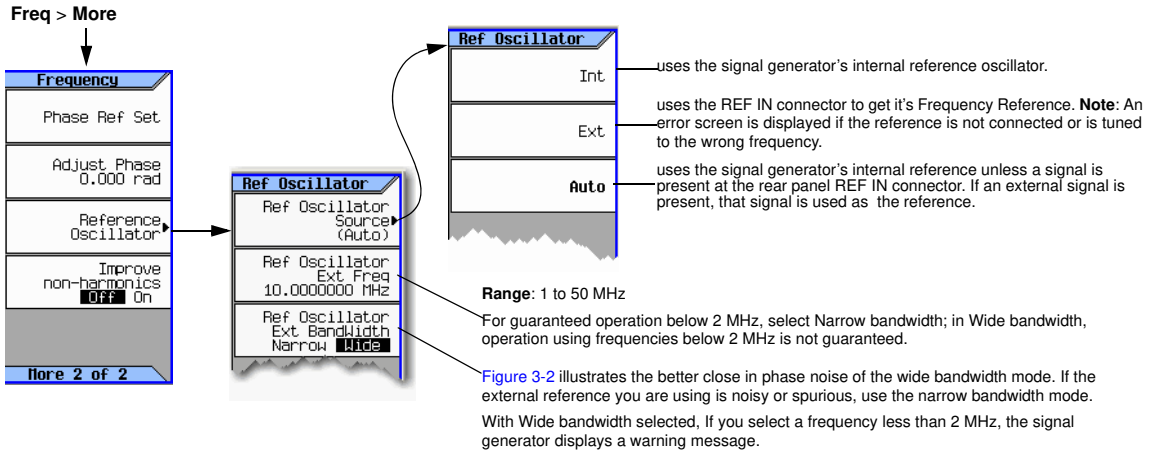 Freq > More
Frequency
Phase Ref Set
Adjust Phase
0.000 rad
Reference
Oscillator
Improve
non-harmonics
Off On
More 2 of 2
Ref Oscillator
Ref Oscillator
Source
(Auto)
Ref Oscillator
Ext Freq
10.0000000 MHz
Ref Oscillator
Ext BandWidth
Narrow Wide
Ref Oscillator
Int
Ext
Auto
uses the signal generator's internal reference oscillator.
uses the REF IN connector to get it's Frequency Reference. Note: An
error screen is displayed if the reference is not connected or is tuned
to the wrong frequency.
uses the signal generator's internal reference unless a signal is
present at the rear panel REF IN connector. If an external signal is
present, that signal is used as the reference.
Range: 1 to 50 MHz
For guaranteed operation below 2 MHz, select Narrow bandwidth; in Wide bandwidth,
operation using frequencies below 2 MHz is not guaranteed.
Figure 3-2 illustrates the better close in phase noise of the wide bandwidth mode. If the
external reference you are using is noisy or spurious, use the narrow bandwidth mode.
With Wide bandwidth selected, If you select a frequency less than 2 MHz, the signal
generator displays a warning message.